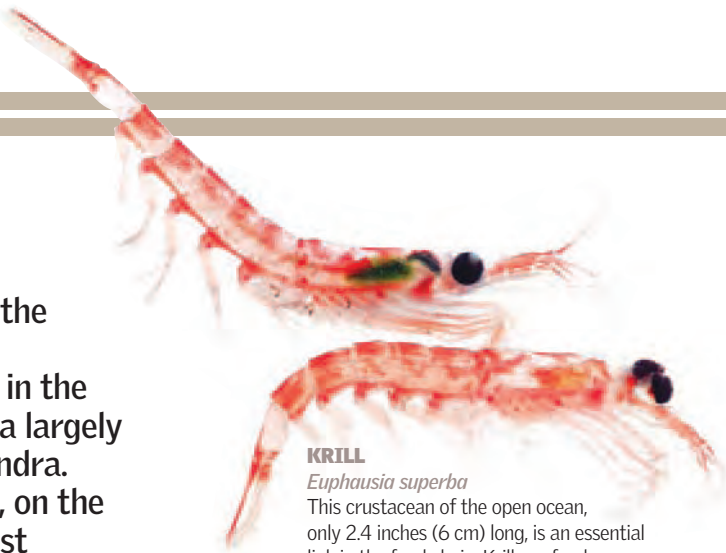 the
in the
a largely
ndra.
, on the
st
KRILL
Euphausia superba
This crustacean of the open ocean,
only 2.4 inches (6 cm) long, is an essential